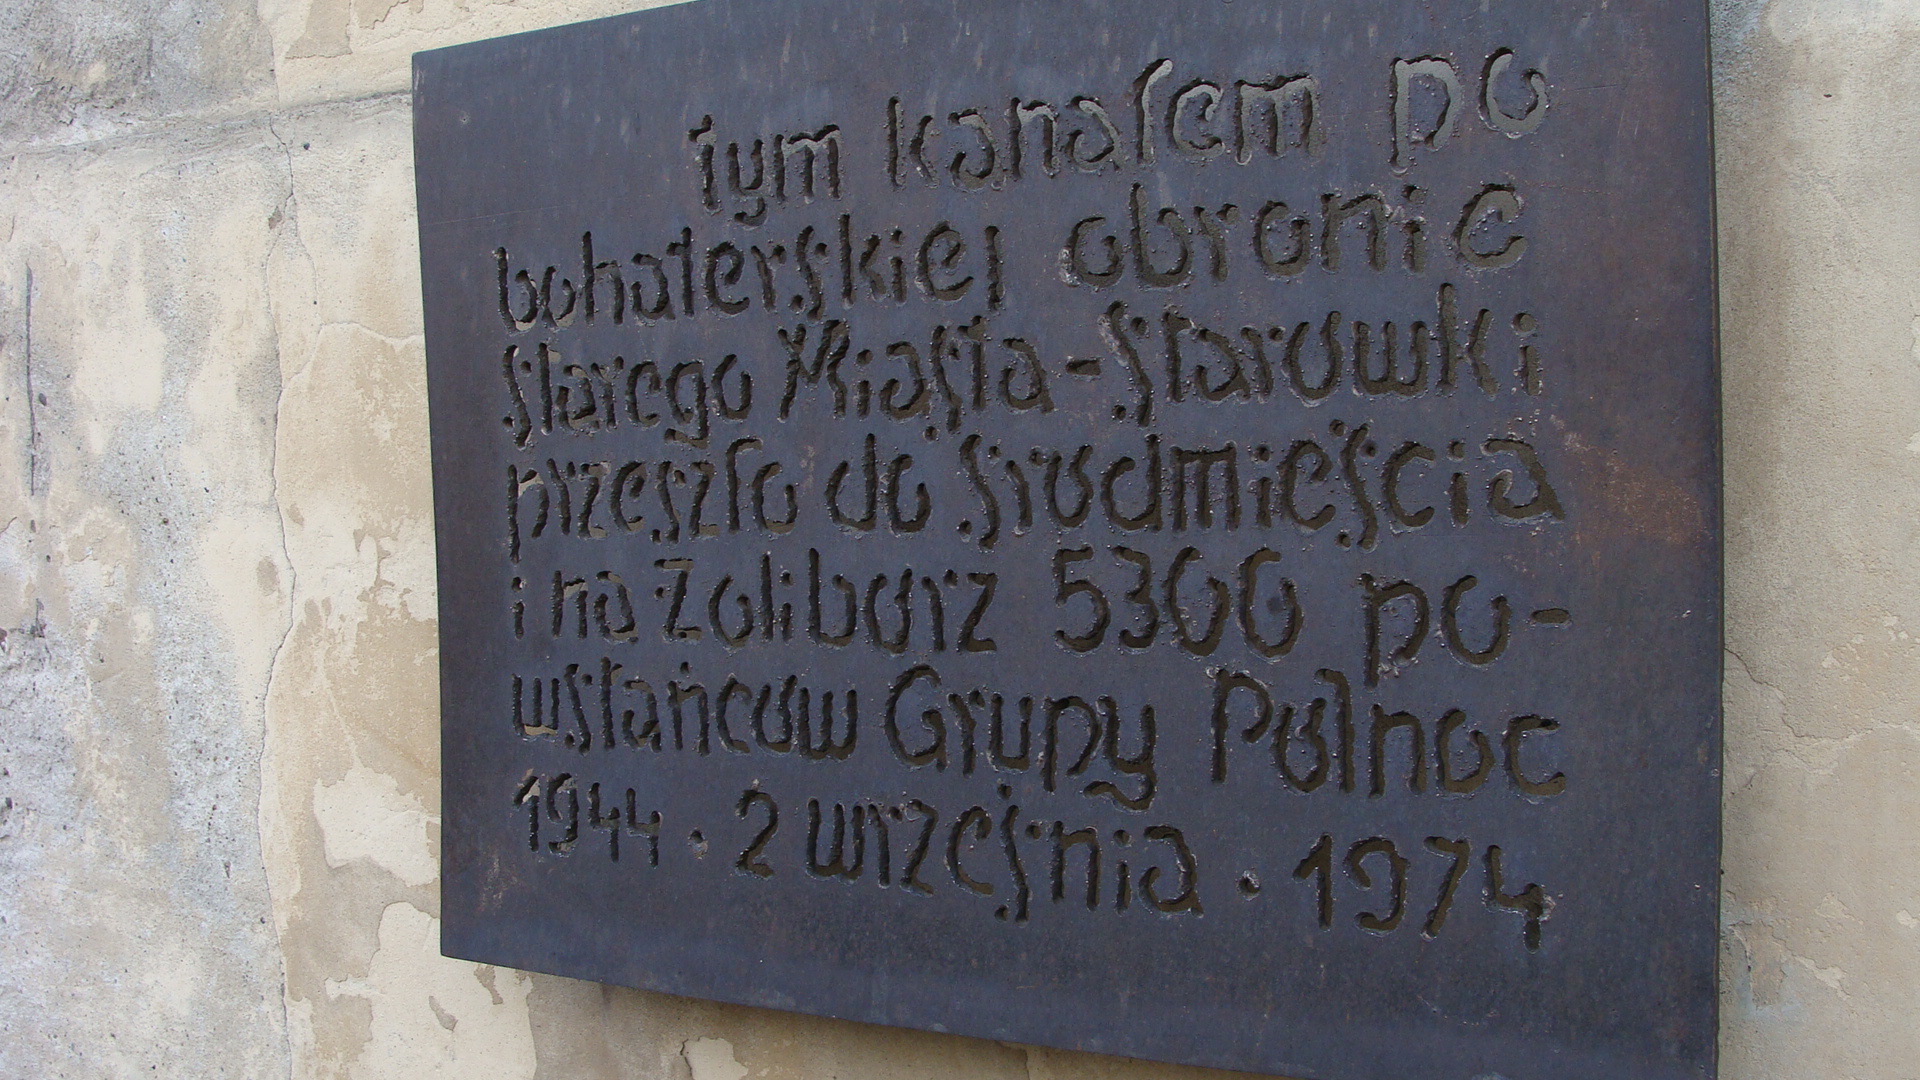 tym kanałem po
bohaterskiej obronie
Starego Miasta-Starówki
przeszło do Śródmieścia
i na Żoliborz 5300 po-
wstańców Grupy Północ
1944 · 2 września · 1974